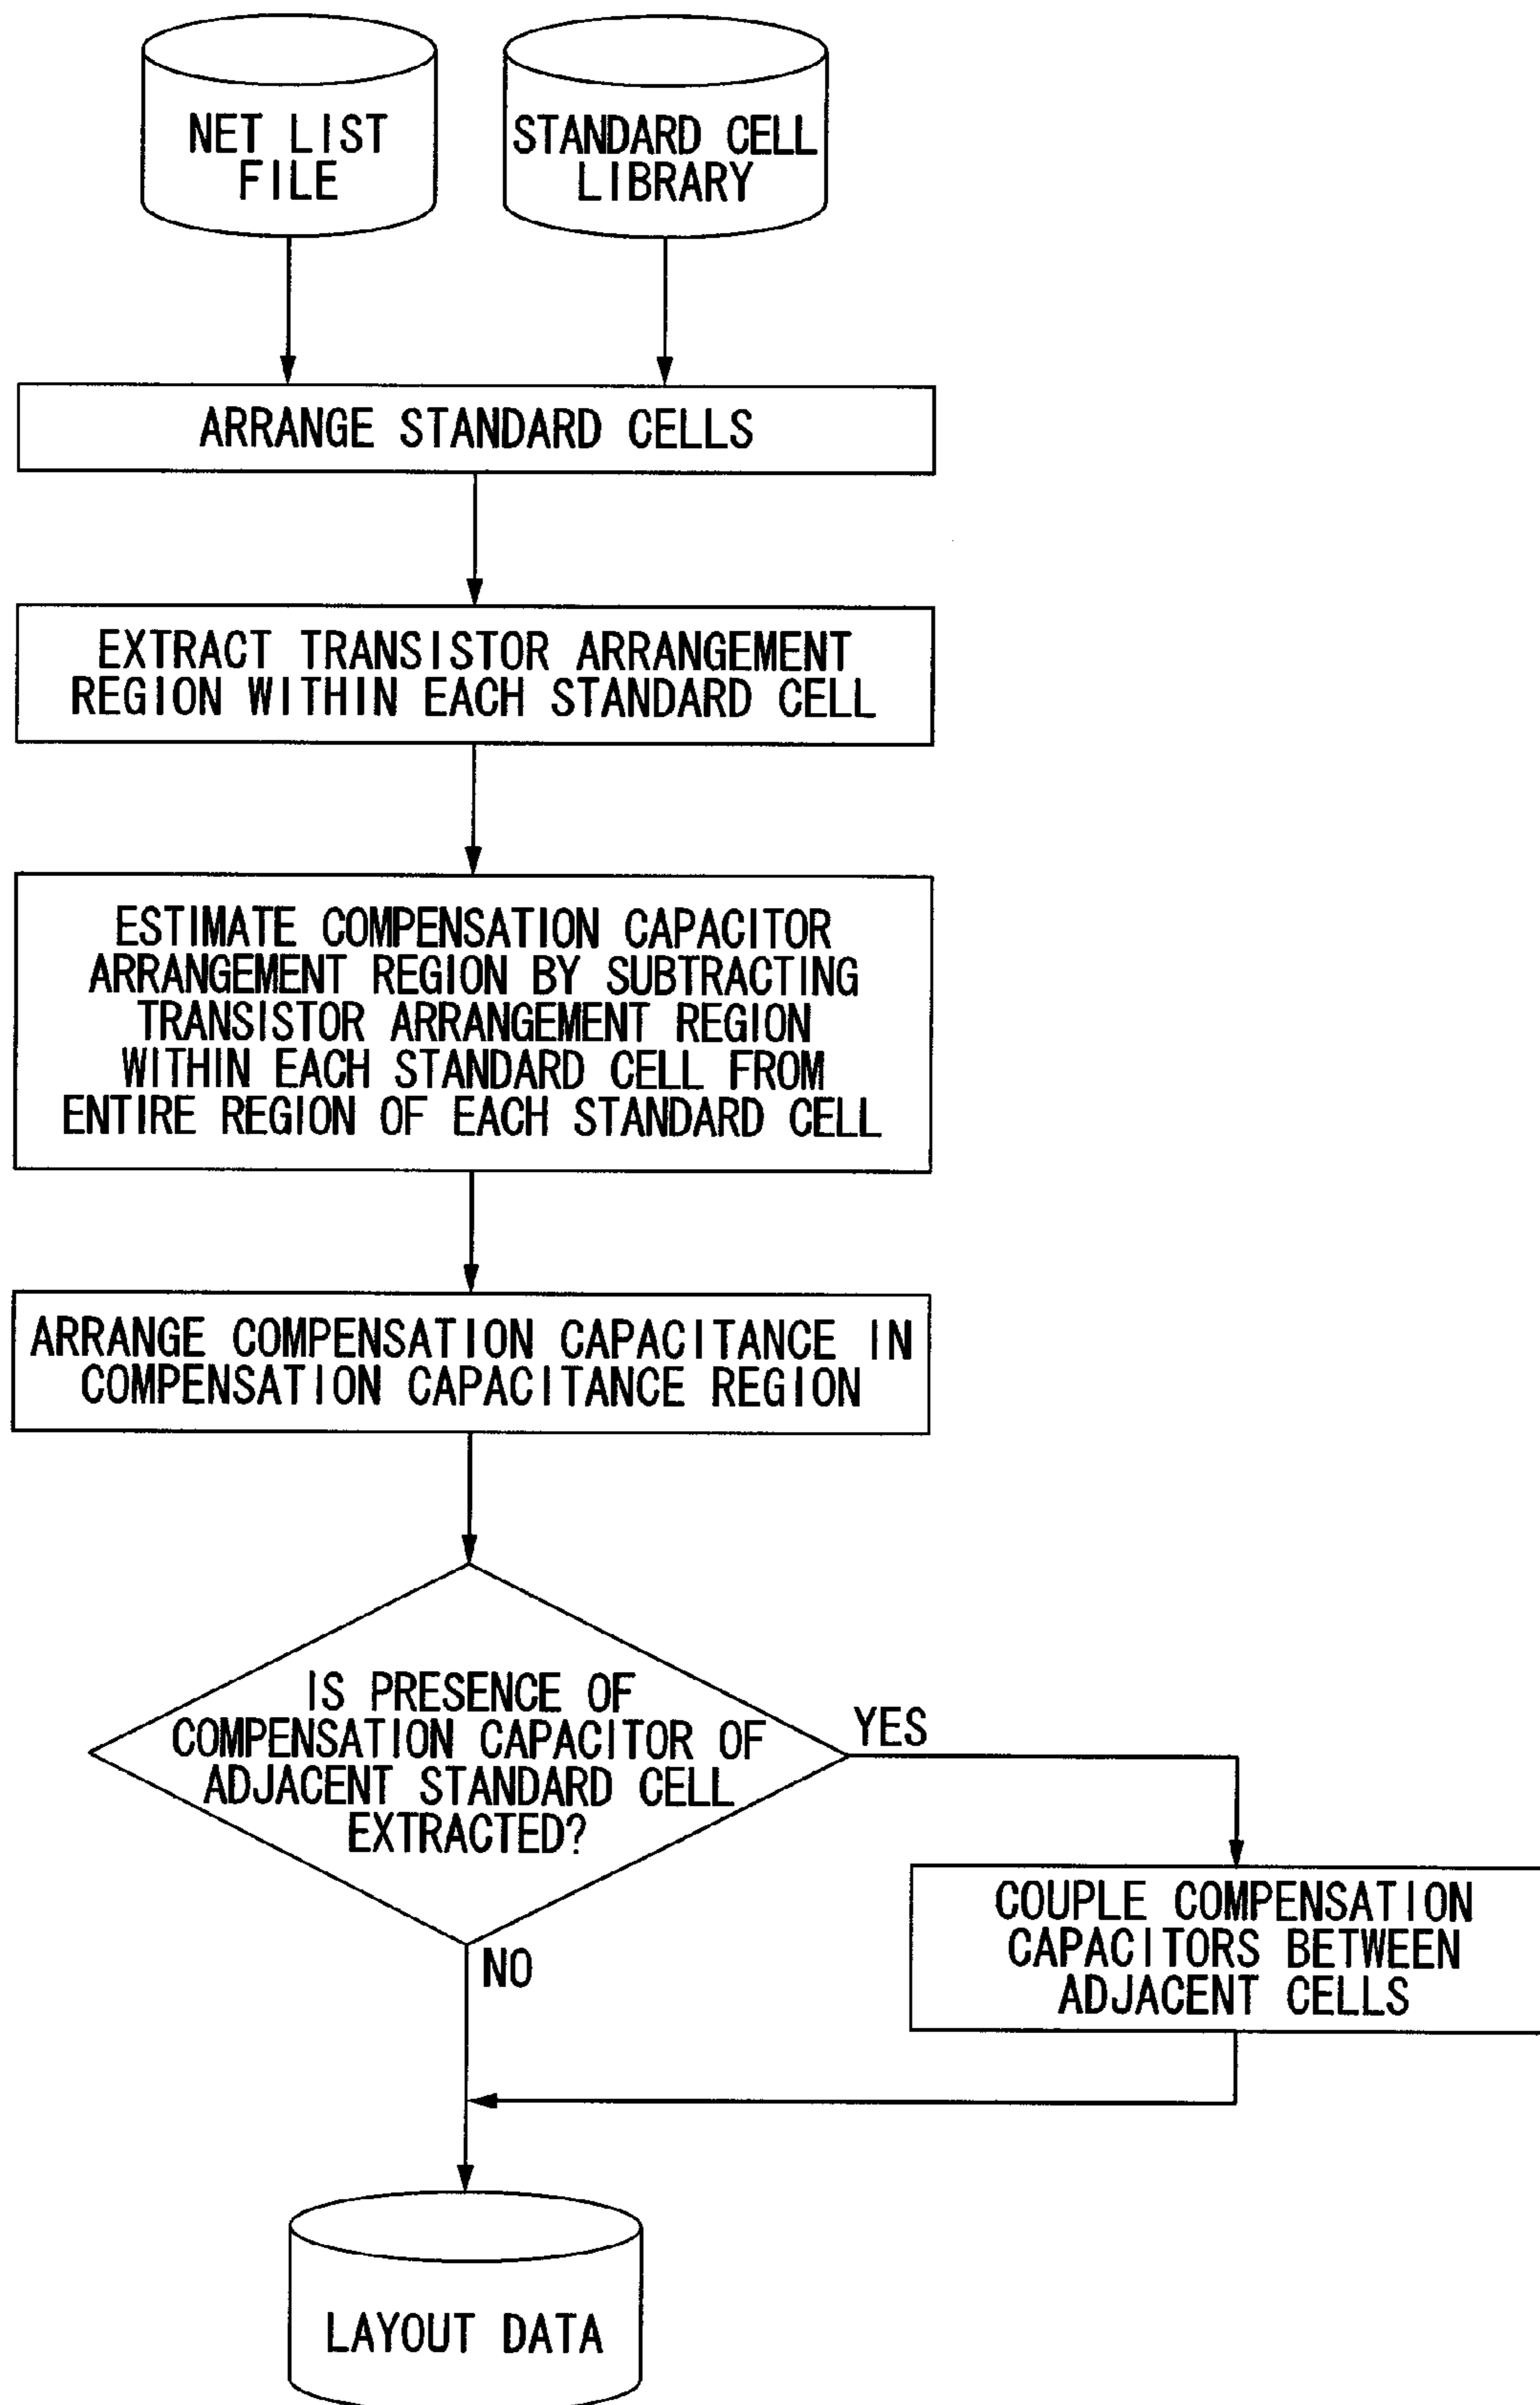 NET LIST
FILE
STANDARD CELL
LIBRARY
ARRANGE STANDARD CELLS
EXTRACT TRANSISTOR ARRANGEMENT
REGION WITHIN EACH STANDARD CELL
ESTIMATE COMPENSATION CAPACITOR
ARRANGEMENT REGION BY SUBTRACTING
TRANSISTOR ARRANGEMENT REGION
WITHIN EACH STANDARD CELL FROM
ENTIRE REGION OF EACH STANDARD CELL
ARRANGE COMPENSATION CAPACITANCE IN
COMPENSATION CAPACITANCE REGION
IS PRESENCE OF
COMPENSATION CAPACITOR OF
ADJACENT STANDARD CELL
EXTRACTED?
YES
NO
COUPLE COMPENSATION
CAPACITORS BETWEEN
ADJACENT CELLS
LAYOUT DATA